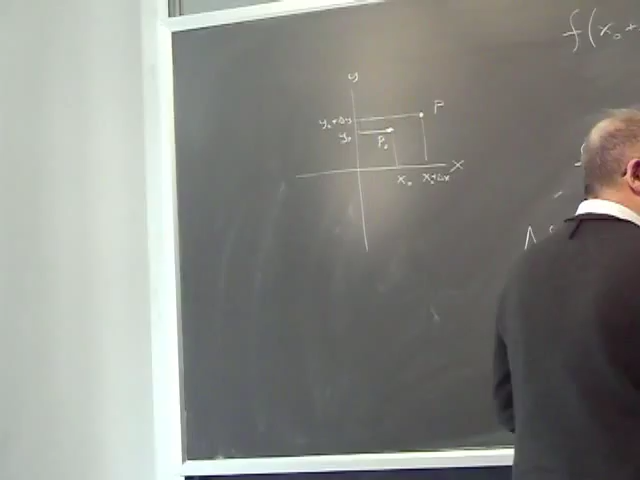 f(x₀+
y
y₀+Δy
P
y₀
P₀
x
x₀
x₀+Δx